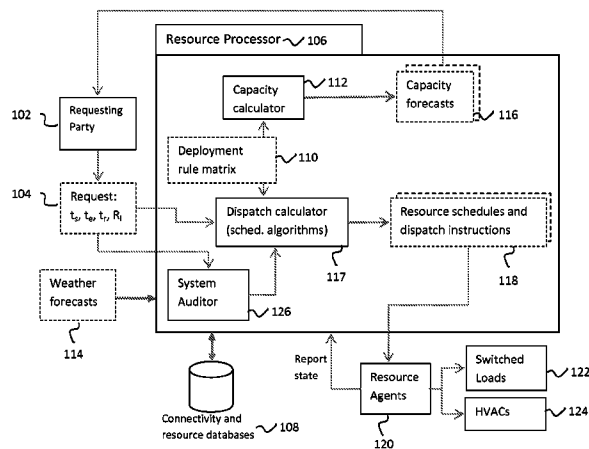 Resource Processor
106
112
Capacity calculator
Capacity forecasts
116
102
Requesting Party
Deployment rule matrix
110
104
Request: ts, te, tr, Rl
Dispatch calculator (sched. algorithms)
117
Resource schedules and dispatch instructions
118
System Auditor
126
Weather forecasts
114
Report state
Resource Agents
120
Switched Loads
122
HVACs
124
Connectivity and resource databases
108